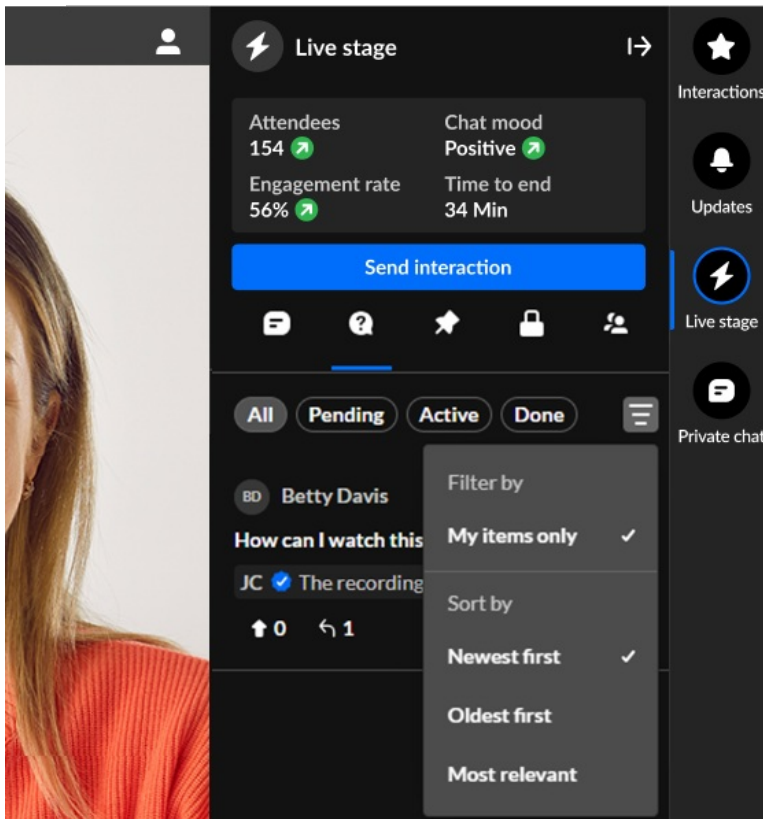 Live stage
Attendees
154
Chat mood
Positive
Engagement rate
56%
Time to end
34 Min
Send interaction
All
Pending
Active
Done
BD
Betty Davis
How can I watch this
JC
The recording
0
1
Filter by
My items only
Sort by
Newest first
Oldest first
Most relevant
Interactions
Updates
Live stage
Private chat